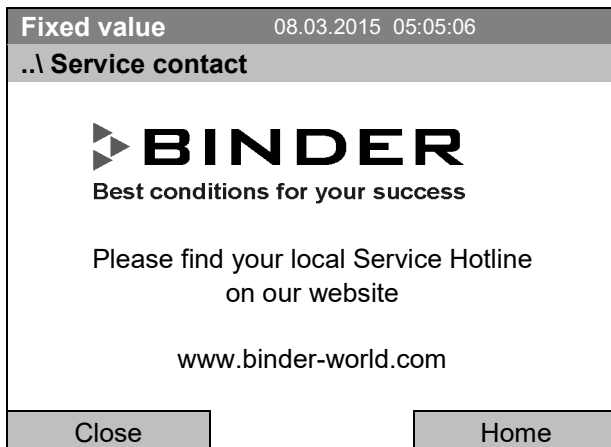 Fixed value 08.03.2015 05:05:06
..\ Service contact
BINDER
Best conditions for your success
Please find your local Service Hotline
on our website
www.binder-world.com
Close Home